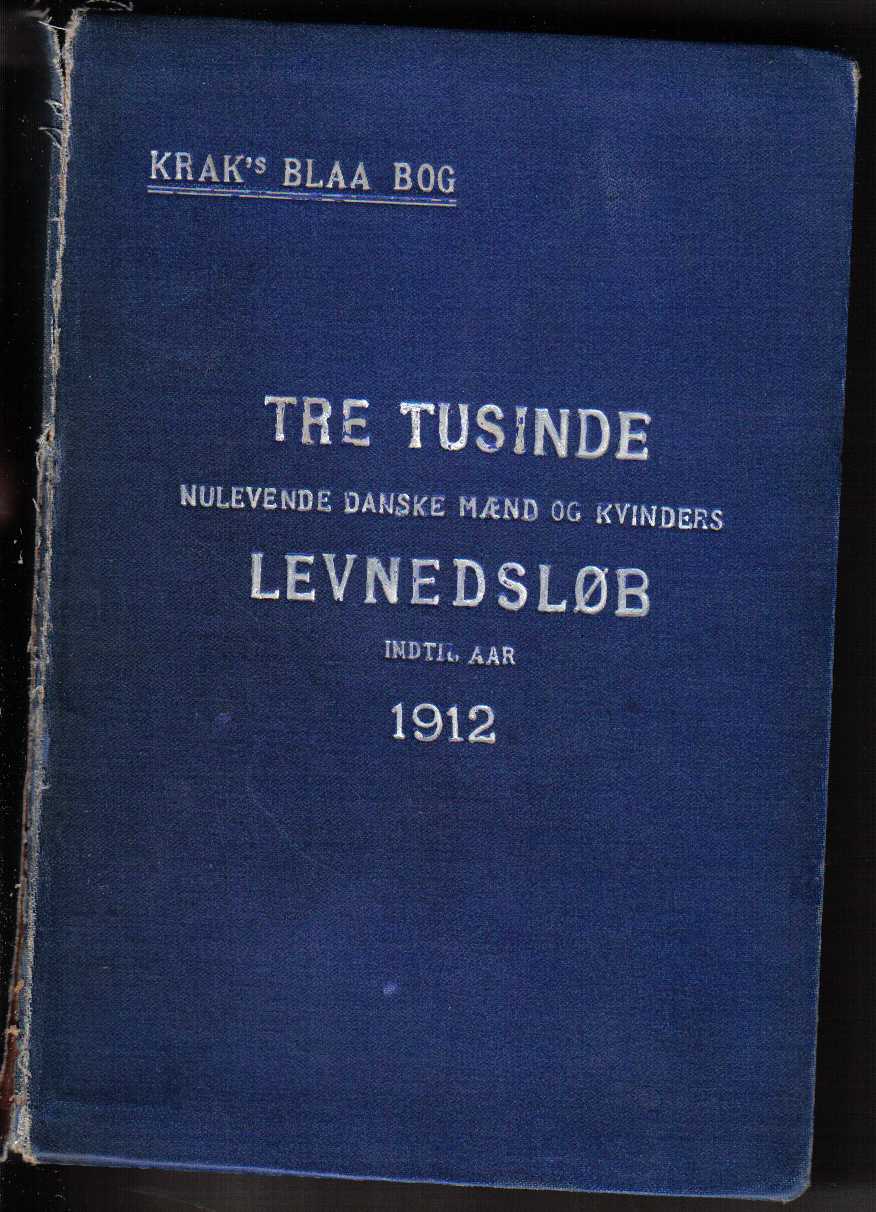 KRAK's BLAA BOG
TRE TUSINDE
NULEVENDE DANSKE MÆND OG KVINDERS
LEVNEDSLØB
INDTIL AAR
1912